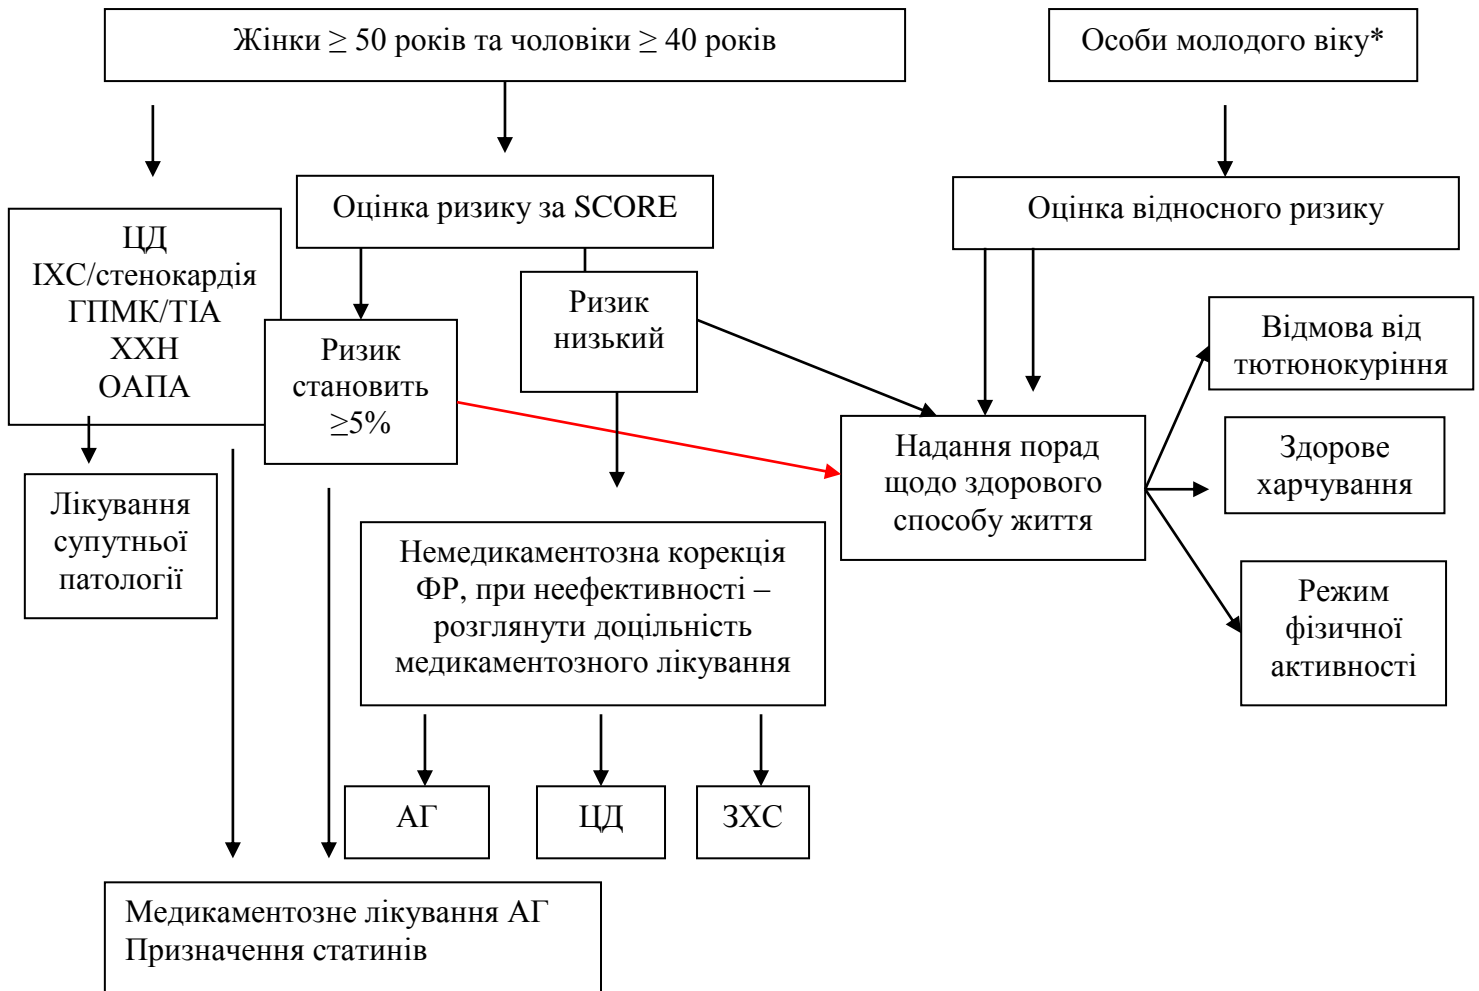 Жінки ≥ 50 років та чоловіки ≥ 40 років
Особи молодого віку*
Оцінка ризику за SCORE
Оцінка відносного ризику
ЦД
ІХС/стенокардія
ГПМК/ТІА
ХХН
ОАПА
Ризик
становить
≥5%
Ризик
низький
Відмова від
тютюнокуріння
Надання порад
щодо здорового
способу життя
Здорове
харчування
Режим
фізичної
активності
Лікування
супутньої
патології
Немедикаментозна корекція
ФР, при неефективності –
розглянути доцільність
медикаментозного лікування
АГ
ЦД
ЗХС
Медикаментозне лікування АГ
Призначення статинів